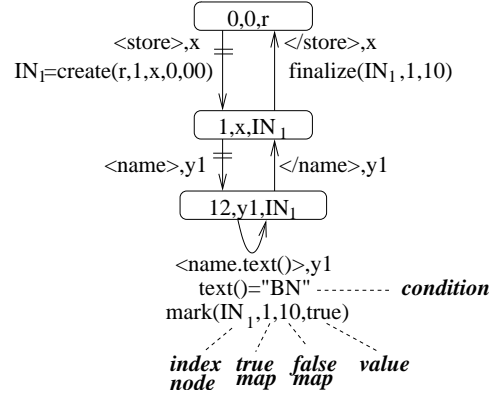 0,0,r
<store>,x
</store>,x
IN1=create(r,1,x,0,00)
finalize(IN1,1,10)
1,x,IN1
<name>,y1
</name>,y1
12,y1,IN1
<name.text()>,y1
text()="BN"
condition
mark(IN1,1,10,true)
index node
true map
false map
value